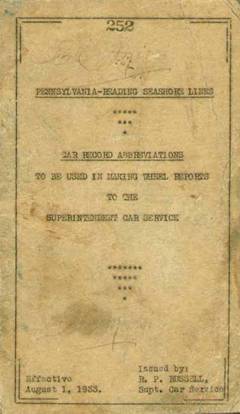 252
PENNSYLVANIA-READING SEASHORE LINES
*****
***
*
CAR RECORD ABBREVIATIONS
TO BE USED IN MAKING WHEEL REPORTS
TO THE
SUPERINTENDENT CAR SERVICE
*******
*****
***
*
Issued by:
Effective R. P. RUSSELL,
August 1, 1933. Supt. Car Service